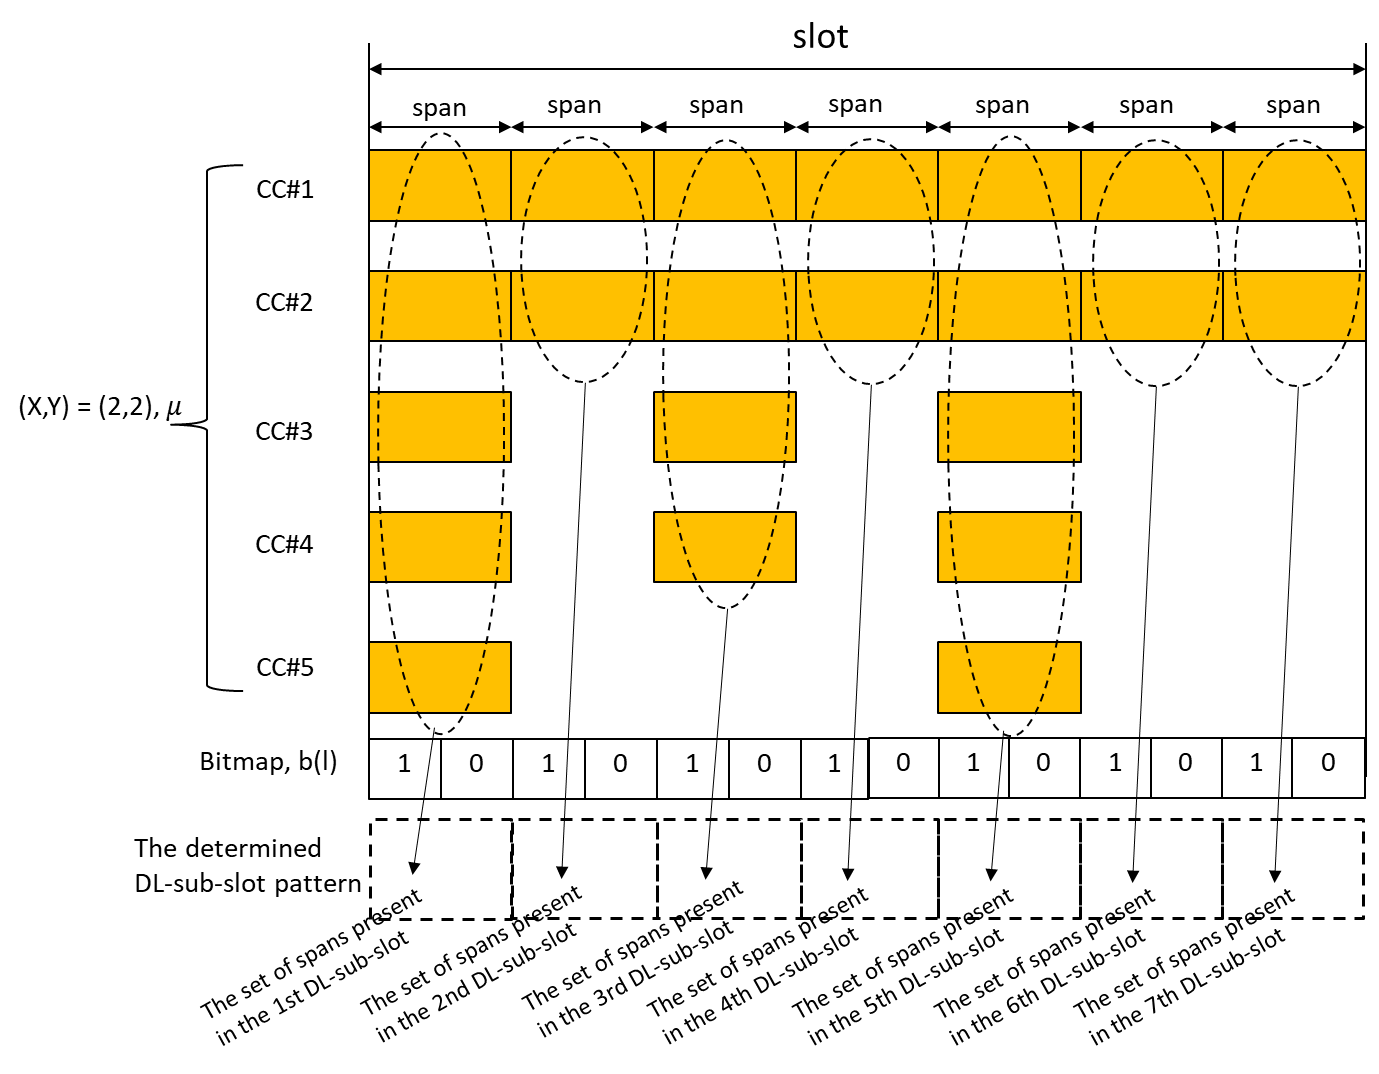 slot
span span span span span span span
CC#1
CC#2
(X,Y) = (2,2), μ
CC#3
CC#4
CC#5
Bitmap, b(l) 1 0 1 0 1 0 1 0 1 0 1 0 1 0
The determined
DL-sub-slot pattern
The set of spans present
in the 1st DL-sub-slot
The set of spans present
in the 2nd DL-sub-slot
The set of spans present
in the 3rd DL-sub-slot
The set of spans present
in the 4th DL-sub-slot
The set of spans present
in the 5th DL-sub-slot
The set of spans present
in the 6th DL-sub-slot
The set of spans present
in the 7th DL-sub-slot